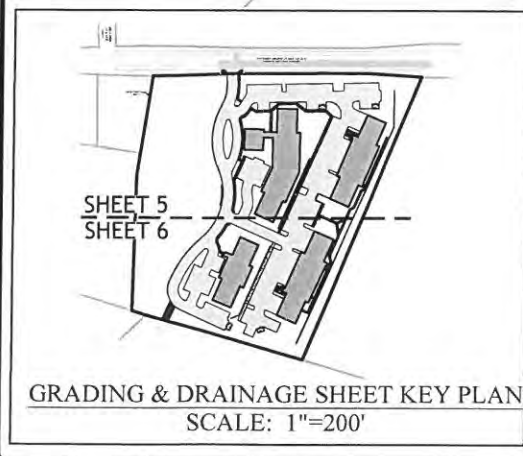 SHEET 5
SHEET 6
GRADING & DRAINAGE SHEET KEY PLAN
SCALE: 1"=200'